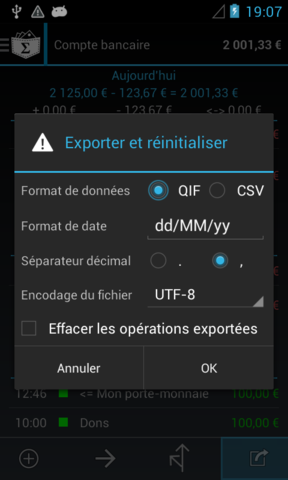 19:07
Compte bancaire 2 001,33 €
Aujourd'hui
2 125,00 € - 123,67 € = 2 001,33 €
+ 0,00 € - 123,67 € <-> 0,00 €
Exporter et réinitialiser
Format de données QIF CSV
Format de date dd/MM/yy
Séparateur décimal . ,
Encodage du fichier UTF-8
Effacer les opérations exportées
Annuler OK
12:46 <= Mon porte-monnaie 100,00 €
10:00 Dons 100,00 €